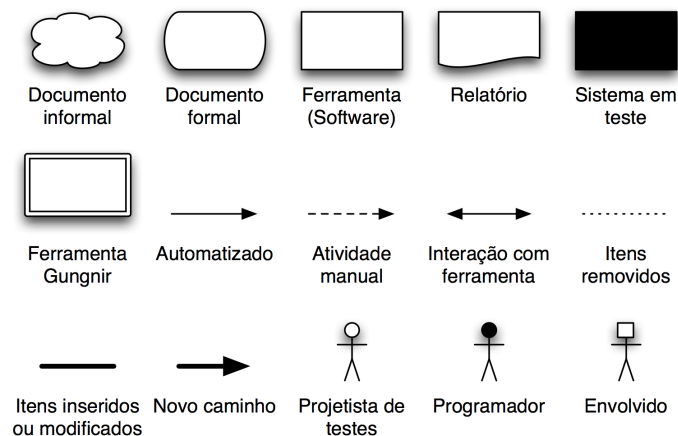 Documento Documento Ferramenta Relatório Sistema em
informal formal (Software) teste
Ferramenta Automatizado Atividade Interação com Itens
Gungnir manual ferramenta removidos
Itens inseridos Novo caminho Projetista de Programador Envolvido
ou modificados testes